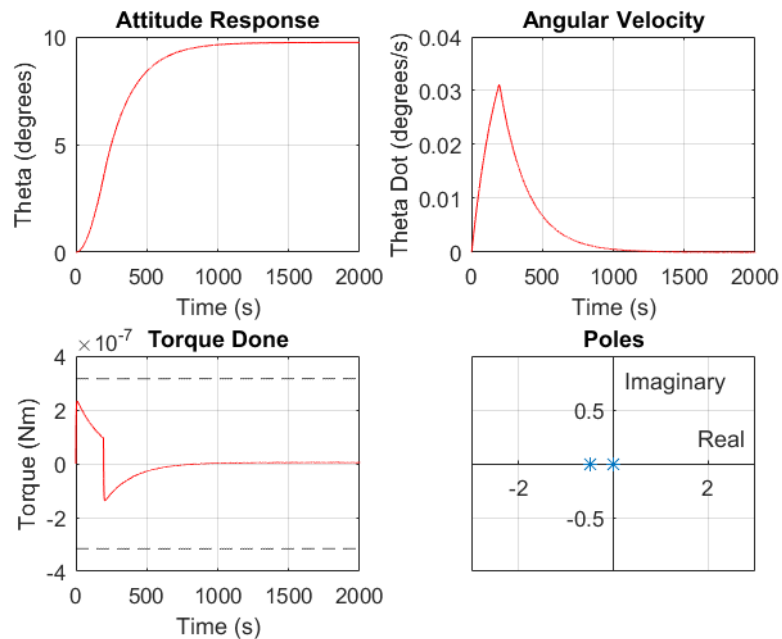 Attitude Response
10
5
0
Theta (degrees)
0 500 1000 1500 2000
Time (s)
Angular Velocity
0.04
0.03
0.02
0.01
0
Theta Dot (degrees/s)
0 500 1000 1500 2000
Time (s)
Torque Done
× 10⁻⁷
4
2
0
-2
-4
Torque (Nm)
0 500 1000 1500 2000
Time (s)
Poles
Imaginary
0.5
Real
-2 2
-0.5